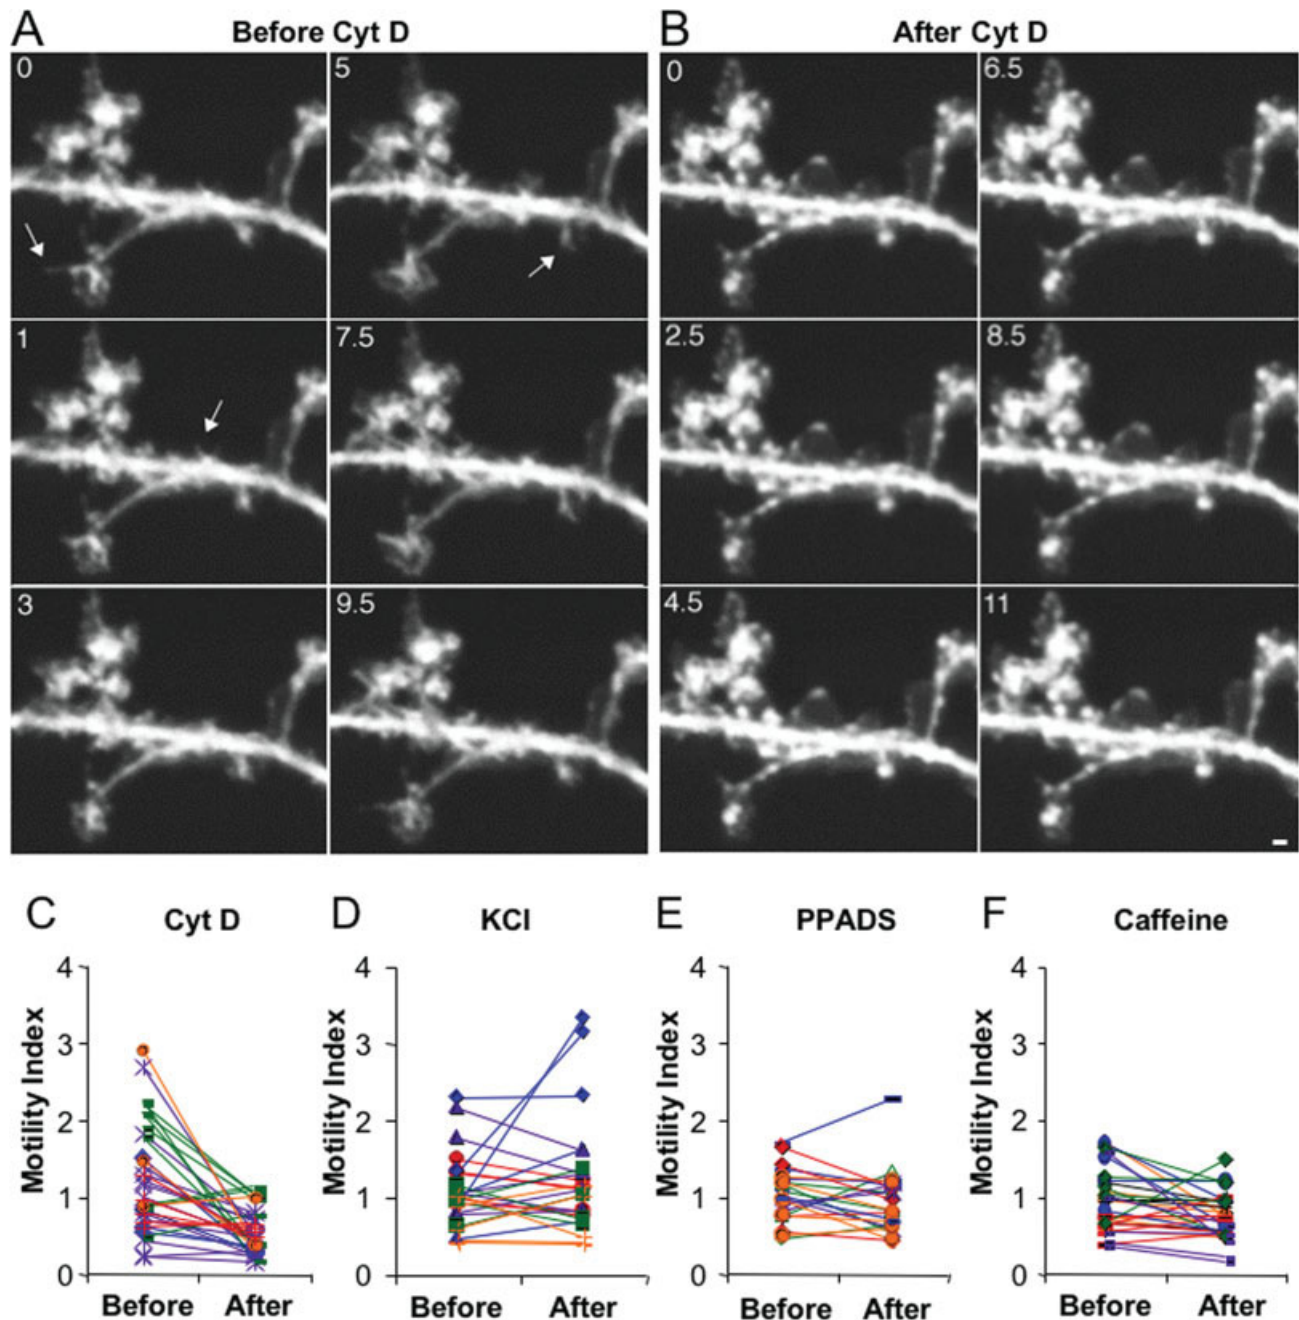 A Before Cyt D
B After Cyt D
0
5
0
6.5
1
7.5
2.5
8.5
3
9.5
4.5
11
C Cyt D
D KCl
E PPADS
F Caffeine
Motility Index
4
3
2
1
0
Before After
Motility Index
4
3
2
1
0
Before After
Motility Index
4
3
2
1
0
Before After
Motility Index
4
3
2
1
0
Before After